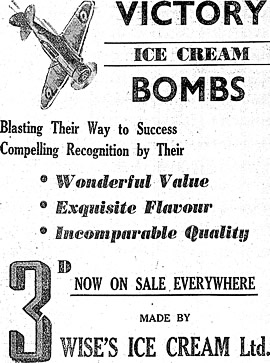 VICTORY
ICE CREAM
BOMBS
Blasting Their Way to Success
Compelling Recognition by Their
• Wonderful Value
• Exquisite Flavour
• Incomparable Quality
3D NOW ON SALE EVERYWHERE
MADE BY
WISE'S ICE CREAM Ltd.